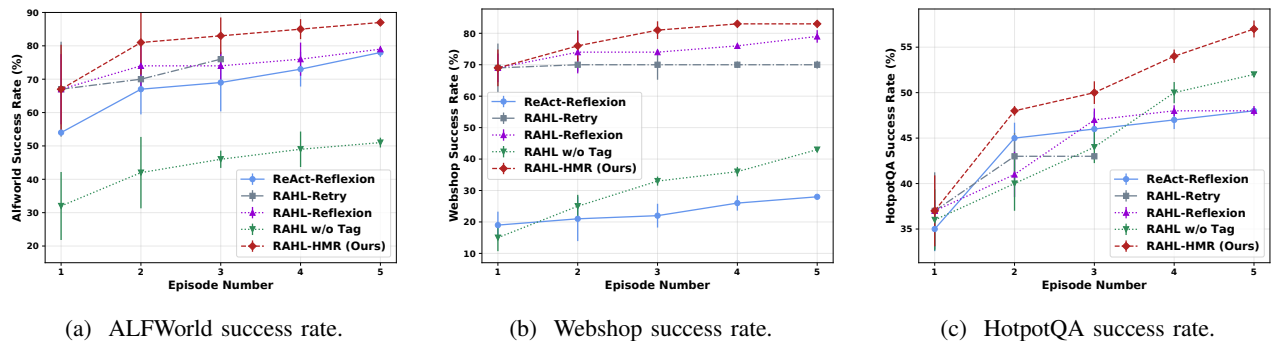 Alfworld Success Rate (%)
90
80
70
60
50
40
30
20
1 2 3 4 5
Episode Number
ReAct-Reflexion
RAHL-Retry
RAHL-Reflexion
RAHL w/o Tag
RAHL-HMR (Ours)
(a) ALFWorld success rate.
Webshop Success Rate (%)
90
80
70
60
50
40
30
20
10
1 2 3 4 5
Episode Number
ReAct-Reflexion
RAHL-Retry
RAHL-Reflexion
RAHL w/o Tag
RAHL-HMR (Ours)
(b) Webshop success rate.
HotpotQA Success Rate (%)
55
50
45
40
35
1 2 3 4 5
Episode Number
ReAct-Reflexion
RAHL-Retry
RAHL-Reflexion
RAHL w/o Tag
RAHL-HMR (Ours)
(c) HotpotQA success rate.